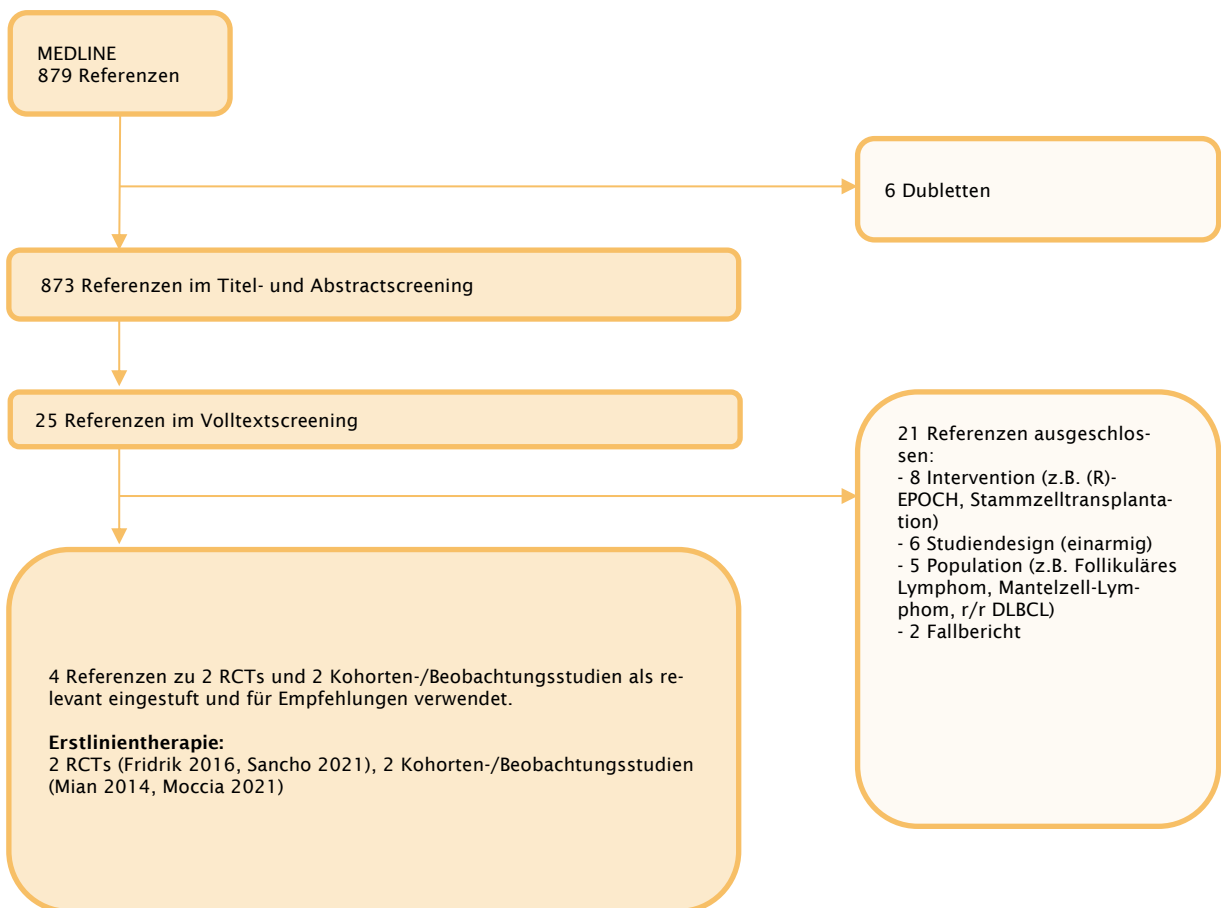 MEDLINE
879 Referenzen
6 Dubletten
873 Referenzen im Titel- und Abstractscreening
25 Referenzen im Volltextscreening
21 Referenzen ausgeschlos-
sen:
- 8 Intervention (z.B. (R)-
EPOCH, Stammzelltransplanta-
tion)
- 6 Studiendesign (einarmig)
- 5 Population (z.B. Follikuläres
Lymphom, Mantelzell-Lym-
phom, r/r DLBCL)
- 2 Fallbericht
4 Referenzen zu 2 RCTs und 2 Kohorten-/Beobachtungsstudien als re-
levant eingestuft und für Empfehlungen verwendet.
Erstlinientherapie:
2 RCTs (Fridrik 2016, Sancho 2021), 2 Kohorten-/Beobachtungsstudien
(Mian 2014, Moccia 2021)